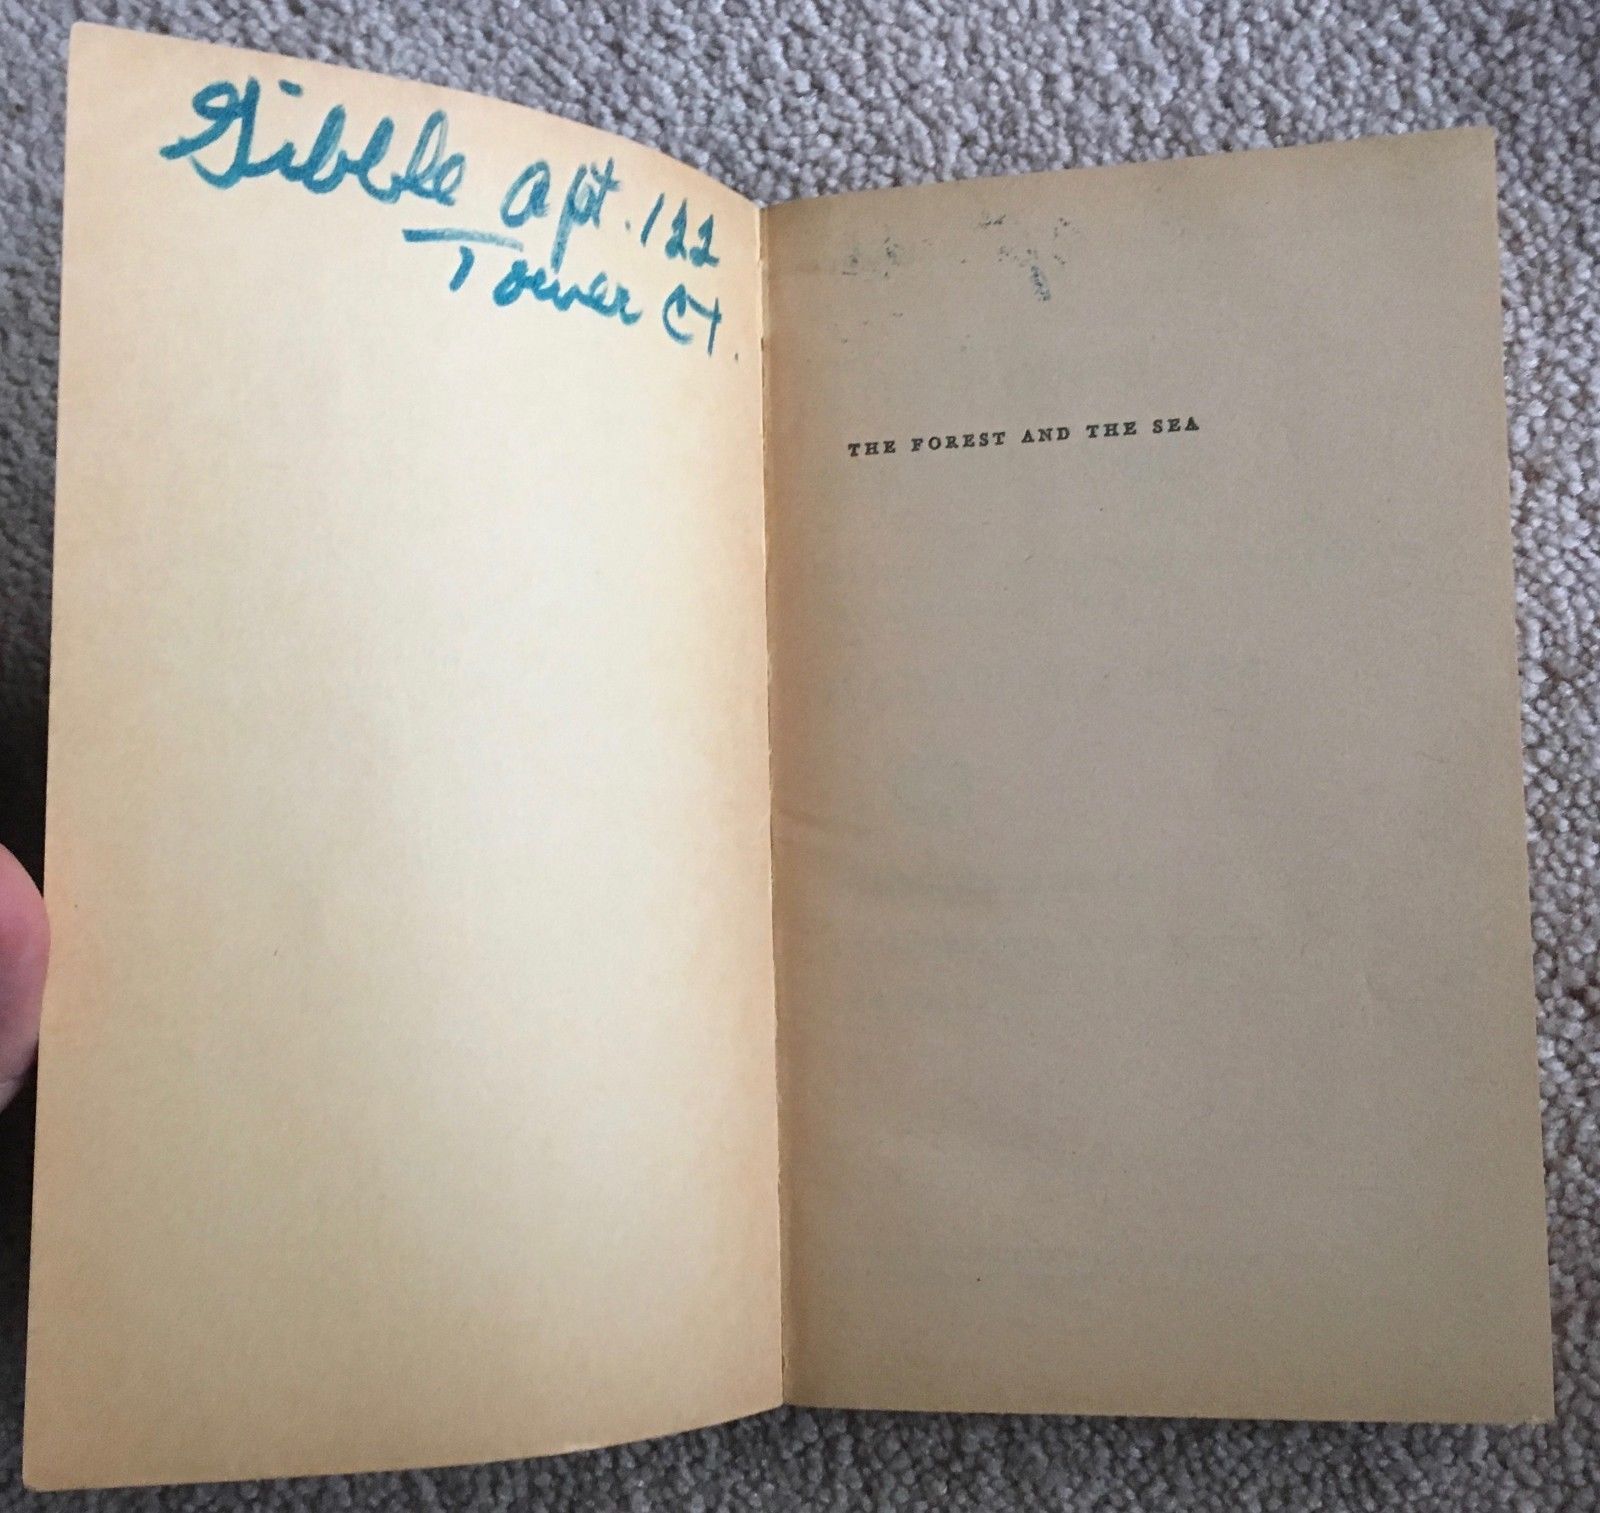 Gibble Apt. 122
Tower Ct.
THE FOREST AND THE SEA